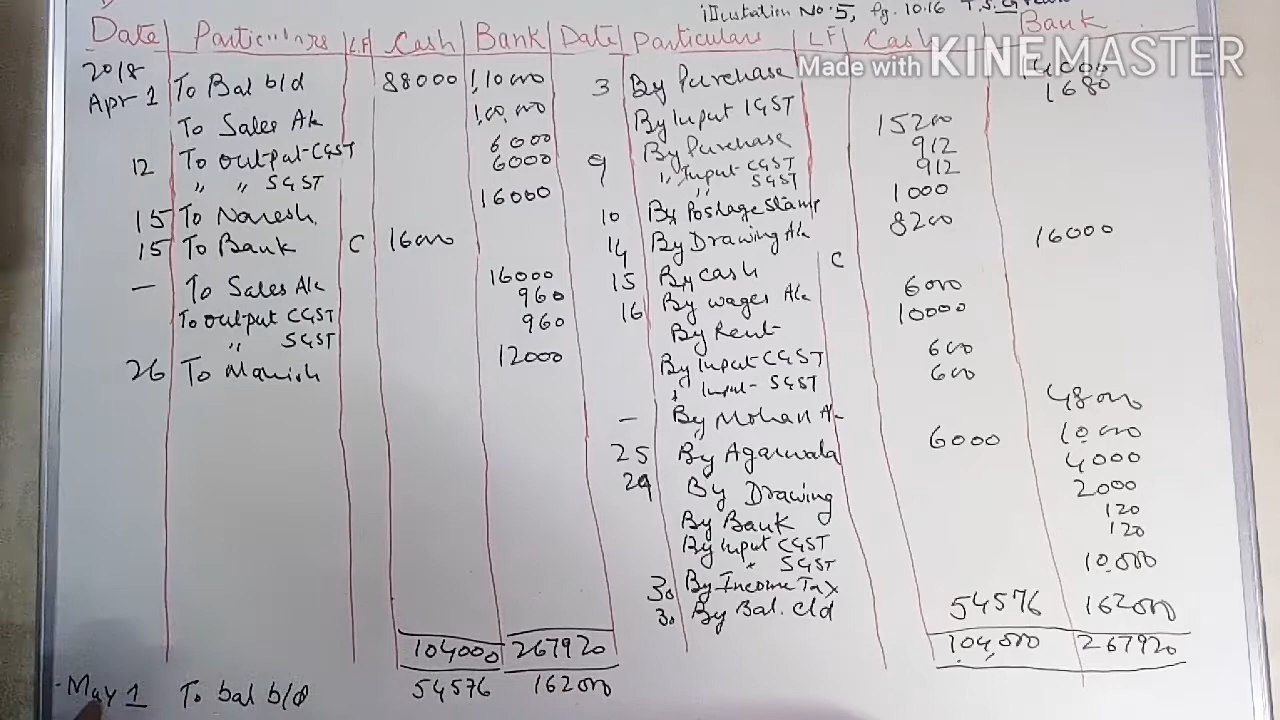 illustration No. 5, Pg. 10.16 T.S.
Date Particulars LF Cash Bank Date Particulars LF Cash Bank
Made with KINEMASTER
2018
Apr 1 To Bal b/d 88000 1,10,000 3 By Purchase
To Sales A/c 1,00,000 By Input IGST 1680
12 To Output CGST 6000 9 By Purchase 15200
" " SGST 6000 " Input CGST 912
" SGST 912
15 To Naresh 16000 10 By Postage Stamp 1000
15 To Bank C 16000 14 By Drawing A/c 8200
— To Sales A/c 16000 15 By Cash C 16000
To Output CGST 960 16 By Wages A/c 6000
" SGST 960 By Rent 10000
26 To Manish 12000 By Input CGST 600
" Input- SGST 600
— By Mohan A/c 48000
25 By Agarwala 6000 10,000
29 By Drawing 4000
By Bank 2000
By Input CGST 120
" SGST 120
30 By Income Tax 10,000
30 By Bal. c/d 54576 162000
104000 267920 104,000 267920
May 1 To bal b/d 54576 162000